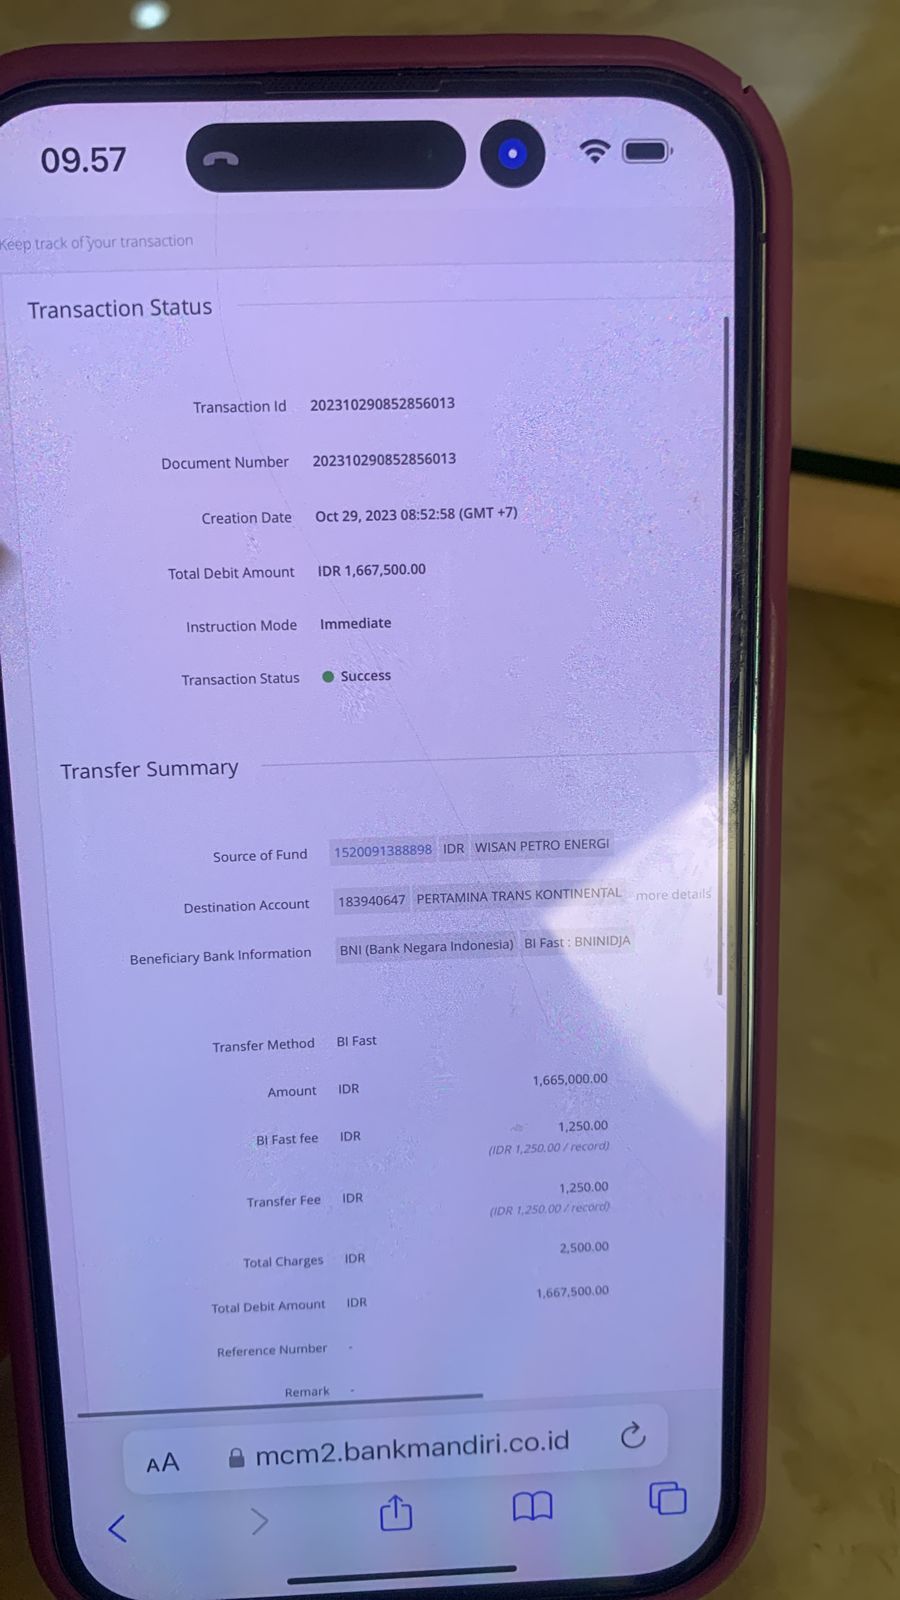 09.57
Keep track of your transaction
Transaction Status
Transaction Id 202310290852856013
Document Number 202310290852856013
Creation Date Oct 29, 2023 08:52:58 (GMT +7)
Total Debit Amount IDR 1,667,500.00
Instruction Mode Immediate
Transaction Status Success
Transfer Summary
Source of Fund 1520091388898 IDR WISAN PETRO ENERGI
Destination Account 183940647 PERTAMINA TRANS KONTINENTAL more details
Beneficiary Bank Information BNI (Bank Negara Indonesia) BI Fast : BNINIDJA
Transfer Method BI Fast
Amount IDR 1,665,000.00
BI Fast fee IDR 1,250.00
(IDR 1,250.00 / record)
Transfer Fee IDR 1,250.00
(IDR 1,250.00 / record)
Total Charges IDR 2,500.00
Total Debit Amount IDR 1,667,500.00
Reference Number -
Remark -
AA mcm2.bankmandiri.co.id